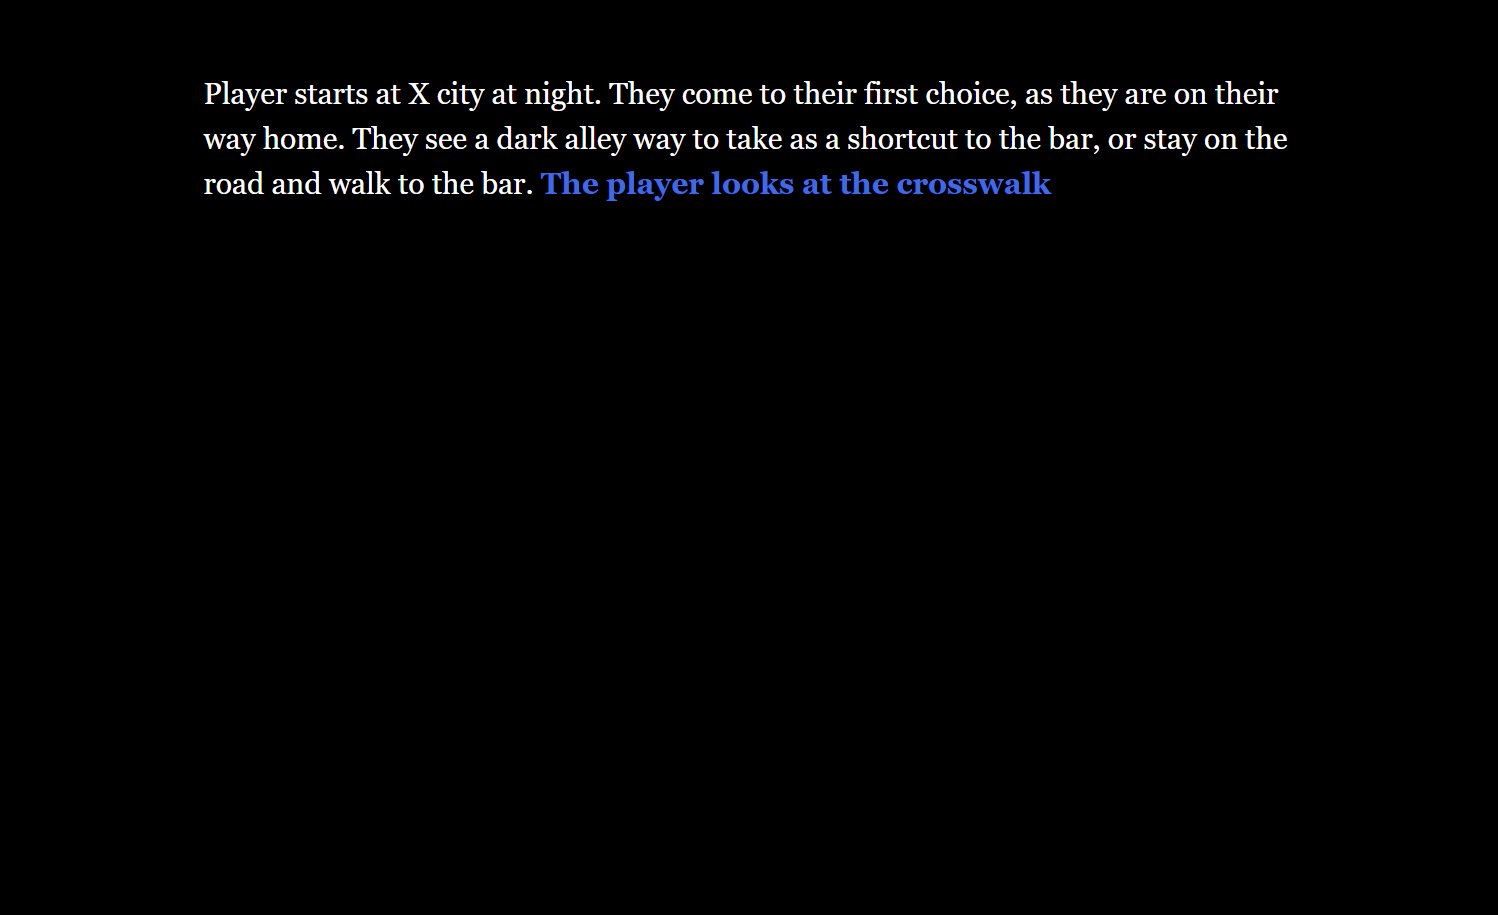 Player starts at X city at night. They come to their first choice, as they are on their
way home. They see a dark alley way to take as a shortcut to the bar, or stay on the
road and walk to the bar. The player looks at the crosswalk